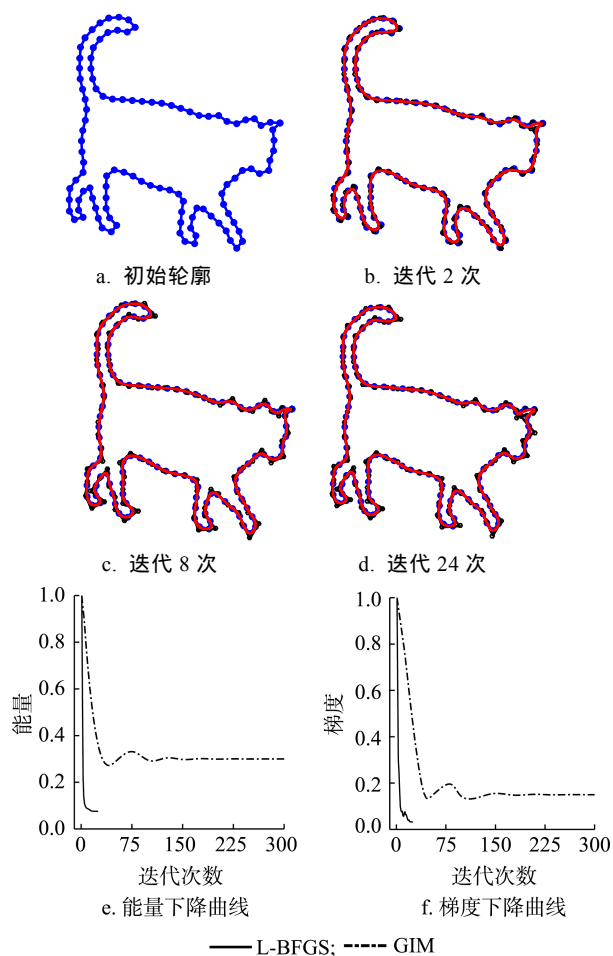 a. 初始轮廓
b. 迭代 2 次
c. 迭代 8 次
d. 迭代 24 次
1.0
0.8
0.6
0.4
0.2
0.0
能量
0 75 150 225 300
迭代次数
e. 能量下降曲线
1.0
0.8
0.6
0.4
0.2
0.0
梯度
0 75 150 225 300
迭代次数
f. 梯度下降曲线
L-BFGS; GIM